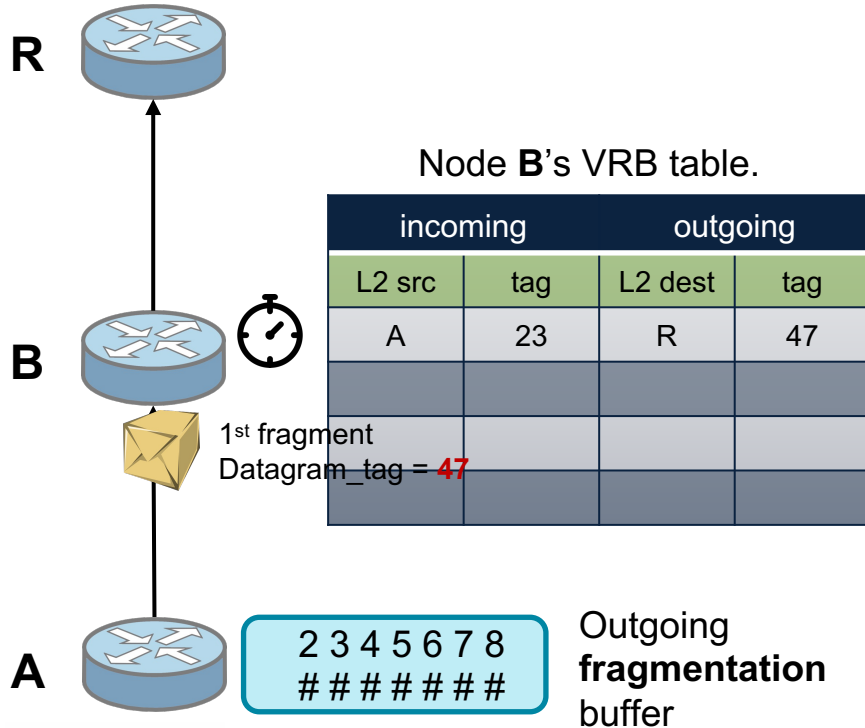 R
Node B's VRB table.
incoming outgoing
L2 src tag L2 dest tag
A 23 R 47
B
1st fragment
Datagram_tag = 47
A
2 3 4 5 6 7 8
# # # # # # #
Outgoing
fragmentation
buffer